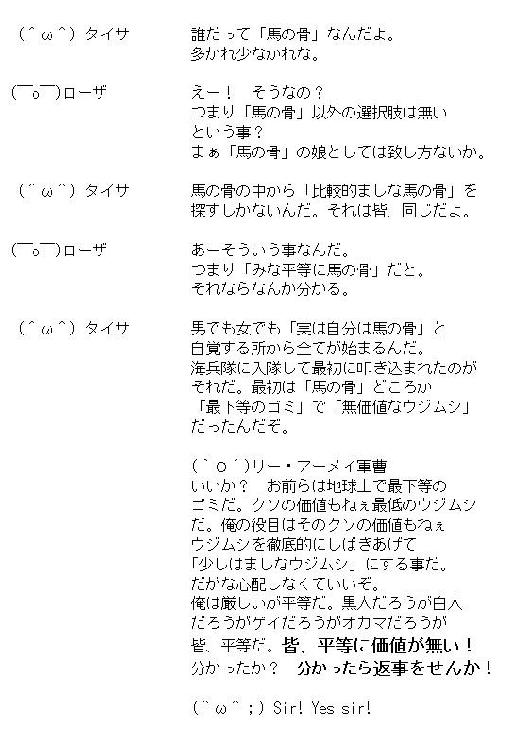 (＾ω＾) タイサ　誰だって「馬の骨」なんだよ。
多かれ少なかれな。
(￣o￣)ローザ　えー！　そうなの？
つまり「馬の骨」以外の選択肢は無い
という事？
まぁ「馬の骨」の娘としては致し方ないか。
(＾ω＾) タイサ　馬の骨の中から「比較的ましな馬の骨」を
探すしかないんだ。それは皆、同じだよ。
(￣o￣)ローザ　あーそういう事なんだ。
つまり「みな平等に馬の骨」だと。
それならなんか分かる。
(＾ω＾) タイサ　男でも女でも「実は自分は馬の骨」と
自覚する所から全てが始まるんだ。
海兵隊に入隊して最初に叩き込まれたのが
それだ。最初は「馬の骨」どころか
「最下等のゴミ」で「無価値なウジムシ」
だったんだぞ。
(｀Ｏ´)リー・アーメイ軍曹
いいか？　お前らは地球上で最下等の
ゴミだ。クソの価値もねぇ最低のウジムシ
だ。俺の役目はそのクソの価値もねぇ
ウジムシを徹底的にしばきあげて
「少しはましなウジムシ」にする事だ。
だがな心配しなくていいぞ。
俺は厳しいが平等だ。黒人だろうが白人
だろうがゲイだろうがオカマだろうが
皆、平等だ。皆、平等に価値が無い！
分かったか？　分かったら返事をせんか！
(＾ω＾；) Sir! Yes sir!